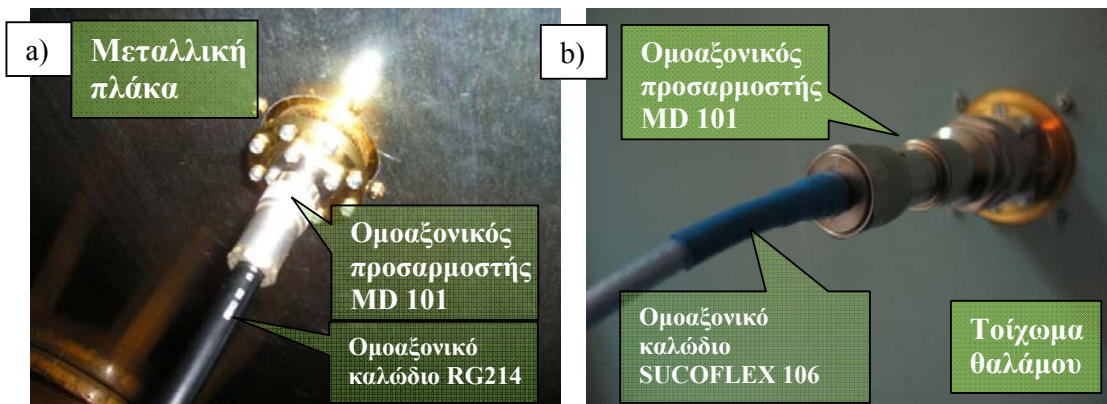 a)
Μεταλλική
πλάκα
Ομοαξονικός
προσαρμοστής
MD 101
Ομοαξονικό
καλώδιο RG214
b)
Ομοαξονικός
προσαρμοστής
MD 101
Ομοαξονικό
καλώδιο
SUCOFLEX 106
Τοίχωμα
θαλάμου